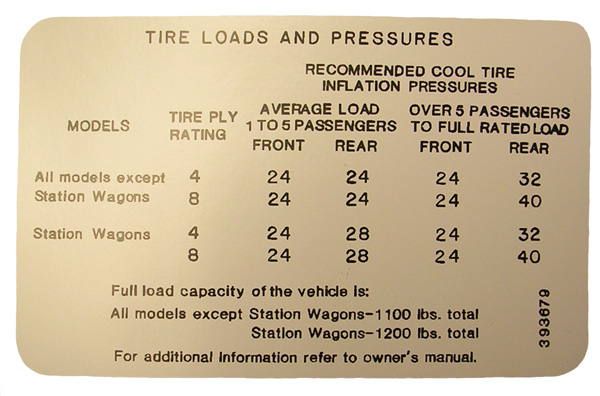 TIRE LOADS AND PRESSURES
RECOMMENDED COOL TIRE
INFLATION PRESSURES
MODELS TIRE PLY RATING AVERAGE LOAD 1 TO 5 PASSENGERS OVER 5 PASSENGERS TO FULL RATED LOAD
FRONT REAR FRONT REAR
All models except 4 24 24 24 32
Station Wagons 8 24 24 24 40
Station Wagons 4 24 28 24 32
8 24 28 24 40
Full load capacity of the vehicle is:
All models except Station Wagons-1100 lbs. total
Station Wagons-1200 lbs. total
For additional information refer to owner's manual.
393679